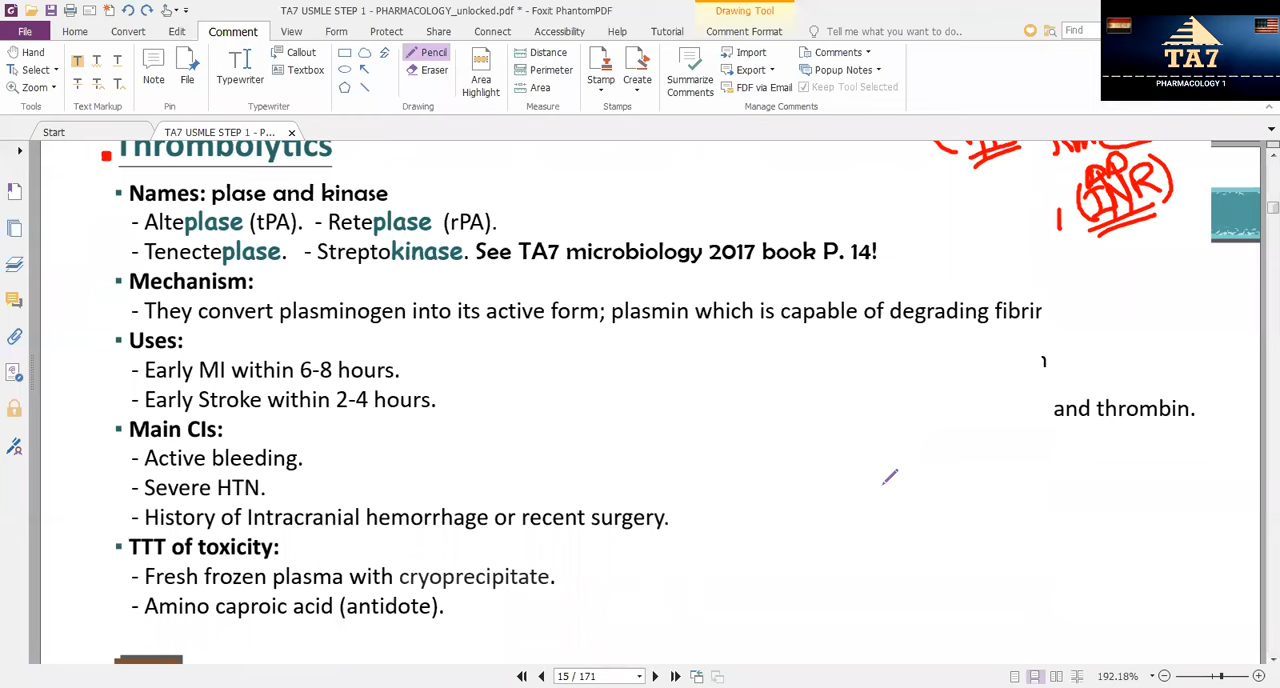 TA7 USMLE STEP 1 - PHARMACOLOGY_unlocked.pdf * - Foxit PhantomPDF
Drawing Tool
File Home Convert Edit Comment View Form Protect Share Connect Accessibility Help Tutorial Comment Format Tell me what you want to do.. Find
TA7
PHARMACOLOGY 1
Hand
Select
Zoom
Tools
T T T
T T T
Text Markup
Note
File
Pin
Typewriter
Callout
Textbox
Typewriter
Pencil
Eraser
Drawing
Area
Highlight
Distance
Perimeter
Area
Measure
Stamp
Create
Stamps
Summarize
Comments
Import
Export
FDF via Email
Comments
Popup Notes
Keep Tool Selected
Manage Comments
Start
TA7 USMLE STEP 1 - P...
Thrombolytics
INR
Names: plase and kinase
- Alteplase (tPA). - Reteplase (rPA).
- Tenecteplase. - Streptokinase. See TA7 microbiology 2017 book P. 14!
Mechanism:
- They convert plasminogen into its active form; plasmin which is capable of degrading fibrin
Uses:
- Early MI within 6-8 hours.
- Early Stroke within 2-4 hours.
and thrombin.
Main CIs:
- Active bleeding.
- Severe HTN.
- History of Intracranial hemorrhage or recent surgery.
TTT of toxicity:
- Fresh frozen plasma with cryoprecipitate.
- Amino caproic acid (antidote).
15 / 171
192.18%